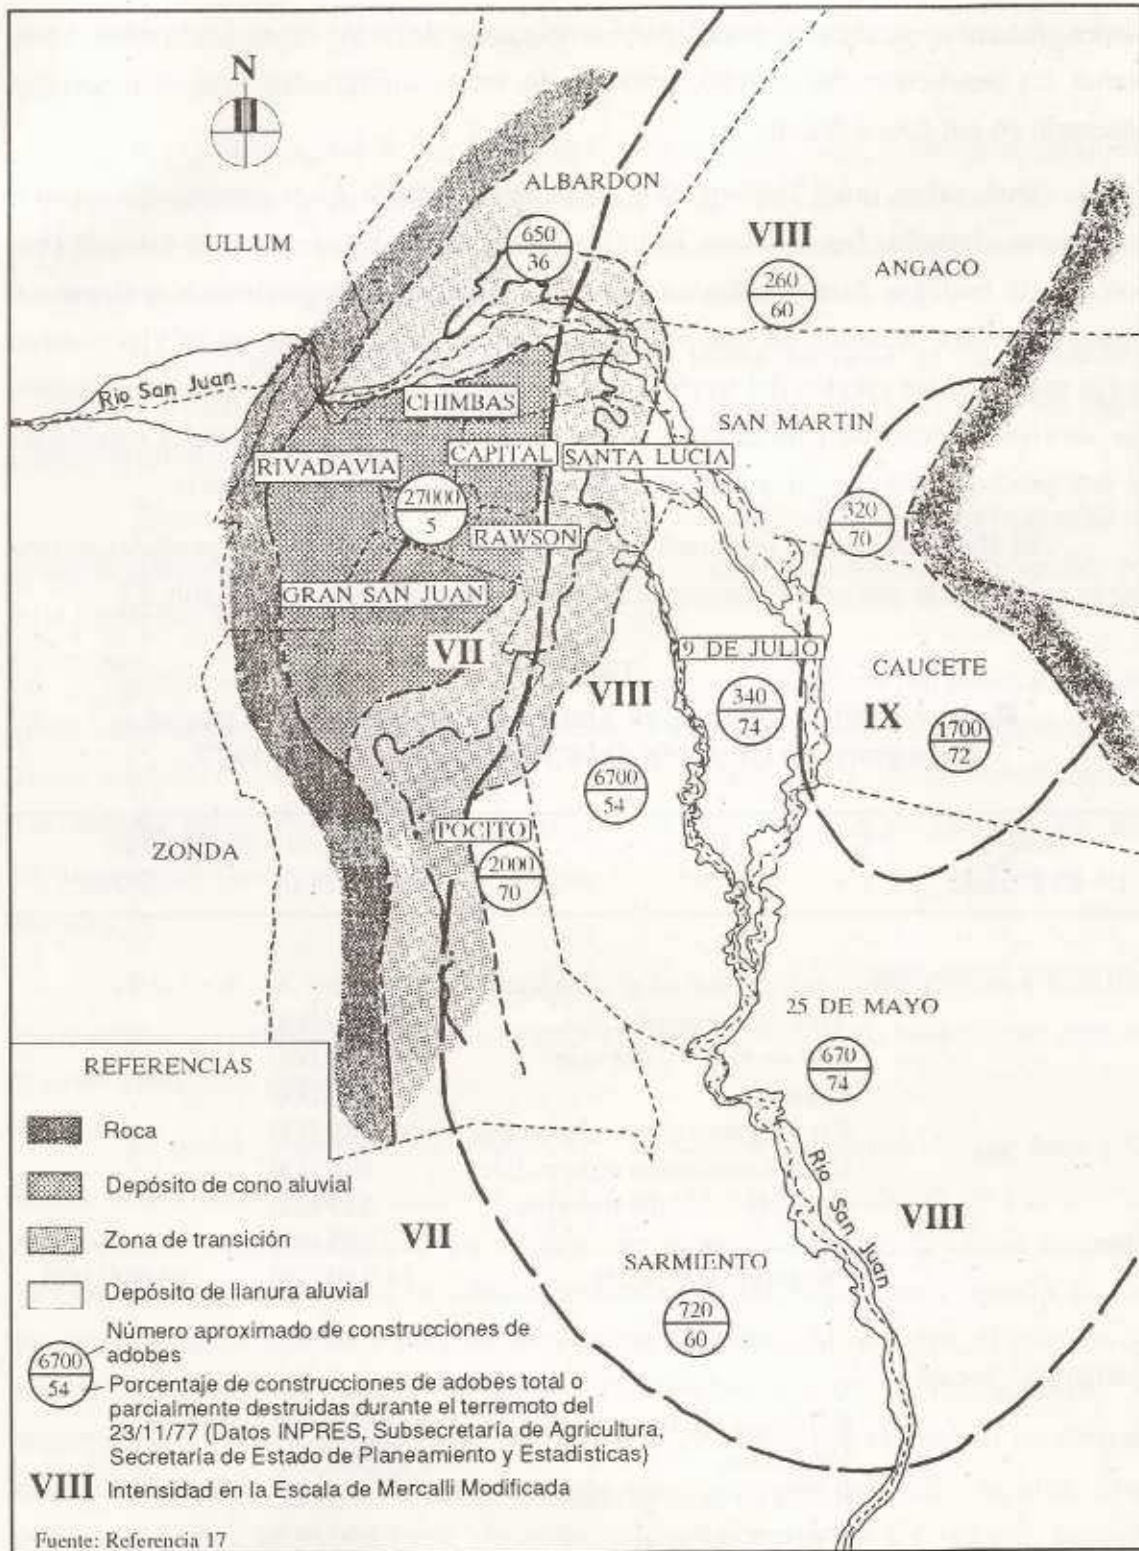 N
ALBARDON
650
36
ULLUM
VIII
ANGACO
260
60
Rio San Juan
CHIMBAS
SAN MARTIN
RIVADAVIA
CAPITAL
SANTA LUCIA
27000
5
320
70
RAWSON
GRAN SAN JUAN
VII
9 DE JULIO
CAUCETE
VIII
340
74
IX
1700
72
6700
54
ZONDA
POCITO
2000
70
25 DE MAYO
670
74
REFERENCIAS
Roca
Depósito de cono aluvial
Zona de transición
Depósito de llanura aluvial
6700
54
Número aproximado de construcciones de
adobes
Porcentaje de construcciones de adobes total o
parcialmente destruidas durante el terremoto del
23/11/77 (Datos INPRES, Subsecretaría de Agricultura,
Secretaría de Estado de Planeamiento y Estadísticas)
VIII Intensidad en la Escala de Mercalli Modificada
Fuente: Referencia 17
VII
Rio San Juan
VIII
SARMIENTO
720
60